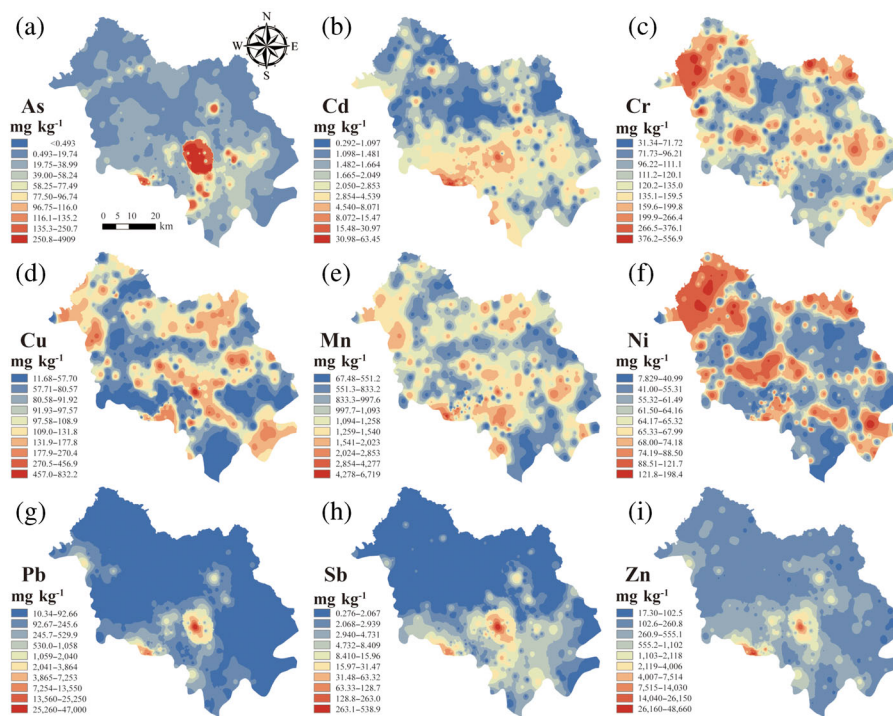 (a)
N
W
E
S
As
mg kg⁻¹
<0.493
0.493–19.74
19.75–38.99
39.00–58.24
58.25–77.49
77.50–96.74
96.75–116.0
116.1–135.2
135.3–250.7
250.8–4909
0 5 10 20
km
(b)
Cd
mg kg⁻¹
0.292–1.097
1.098–1.481
1.482–1.664
1.665–2.049
2.050–2.853
2.854–4.539
4.540–8.071
8.072–15.47
15.48–30.97
30.98–63.45
(c)
Cr
mg kg⁻¹
31.34–71.72
71.73–96.21
96.22–111.1
111.2–120.1
120.2–135.0
135.1–159.5
159.6–199.8
199.9–266.4
266.5–376.1
376.2–556.9
(d)
Cu
mg kg⁻¹
11.68–57.70
57.71–80.57
80.58–91.92
91.93–97.57
97.58–108.9
109.0–131.8
131.9–177.8
177.9–270.4
270.5–456.9
457.0–832.2
(e)
Mn
mg kg⁻¹
67.48–551.2
551.3–833.2
833.3–997.6
997.7–1,093
1,094–1,258
1,259–1,540
1,541–2,023
2,024–2,853
2,854–4,277
4,278–6,719
(f)
Ni
mg kg⁻¹
7.829–40.99
41.00–55.31
55.32–61.49
61.50–64.16
64.17–65.32
65.33–67.99
68.00–74.18
74.19–88.50
88.51–121.7
121.8–198.4
(g)
Pb
mg kg⁻¹
10.34–92.66
92.67–245.6
245.7–529.9
530.0–1,058
1,059–2,040
2,041–3,864
3,865–7,253
7,254–13,550
13,560–25,250
25,260–47,000
(h)
Sb
mg kg⁻¹
0.276–2.067
2.068–2.939
2.940–4.731
4.732–8.409
8.410–15.96
15.97–31.47
31.48–63.32
63.33–128.7
128.8–263.0
263.1–538.9
(i)
Zn
mg kg⁻¹
17.30–102.5
102.6–260.8
260.9–555.1
555.2–1,102
1,103–2,118
2,119–4,006
4,007–7,514
7,515–14,030
14,040–26,150
26,160–48,660